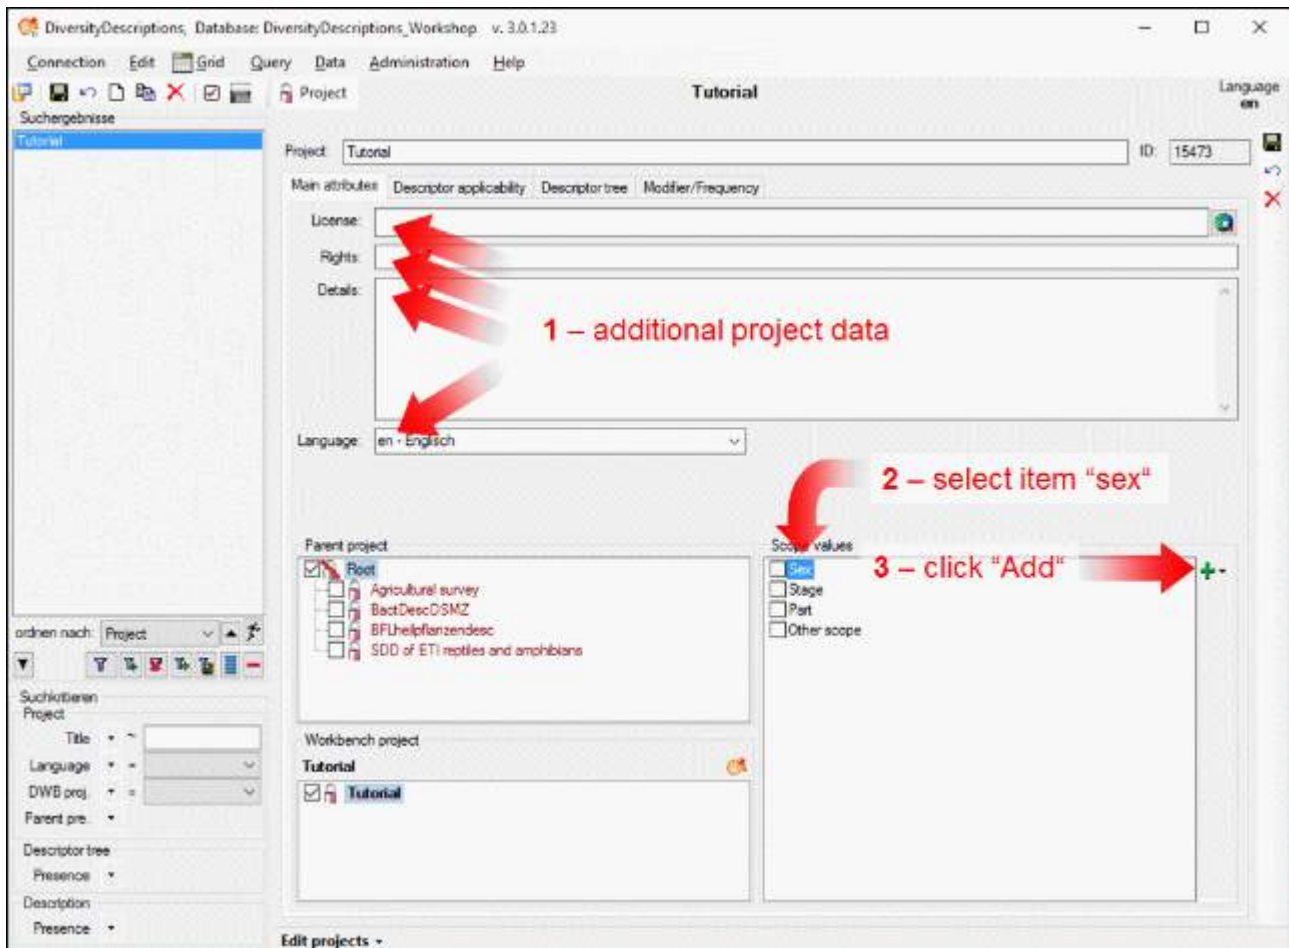 DiversityDescriptions, Database: DiversityDescriptions_Workshop v. 3.0.1.23
Connection Edit Grid Query Data Administration Help
Project
Tutorial
Language
en
Suchergebnisse
Tutorial
Project: Tutorial ID: 15473
Main attributes Descriptor applicability Descriptor tree Modifier/Frequency
License:
Rights:
Details:
1 – additional project data
Language: en - Englisch
2 – select item "sex"
Parent project
Root
Agricultural survey
BactDescDSMZ
BFLheilpflanzendesc
SDD of ETI reptiles and amphibians
Scope values
Sex
3 – click "Add"
Stage
Part
Other scope
ordnen nach: Project
Suchkriterien
Project
Title ~
Language =
DWB proj. =
Parent pre.
Descriptor tree
Presence
Description
Presence
Workbench project
Tutorial
Tutorial
Edit projects